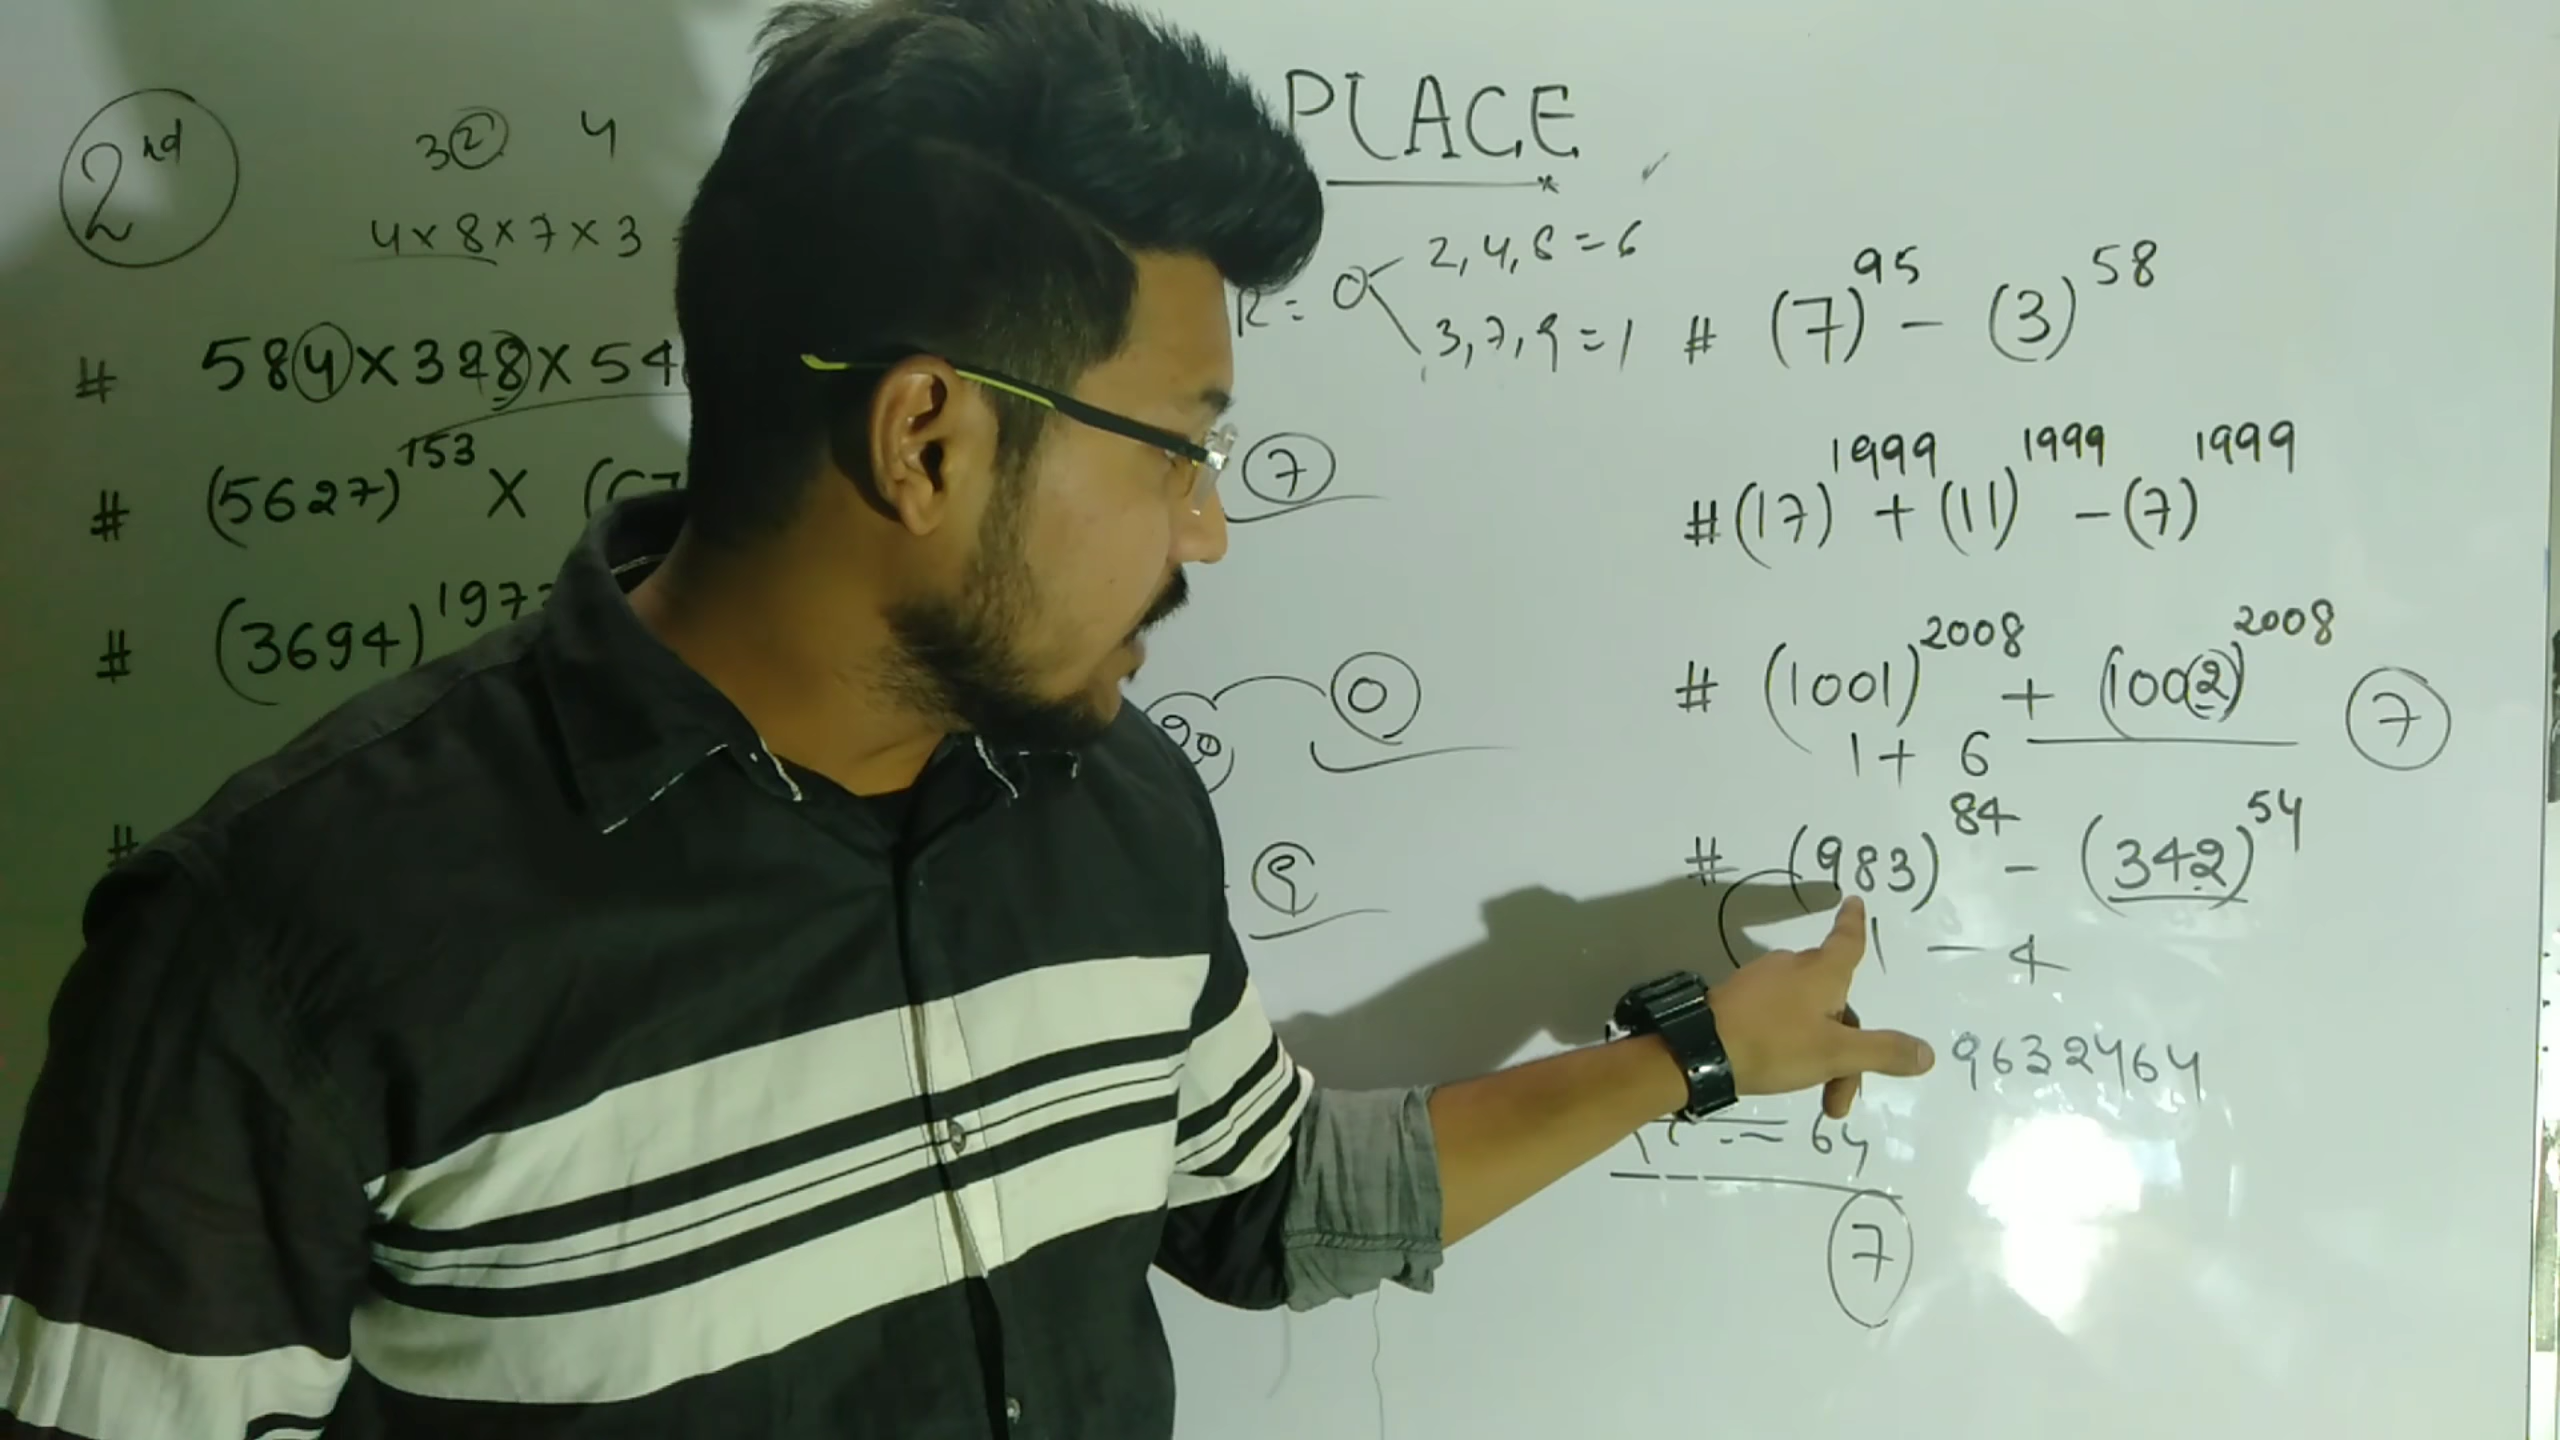 PLACE
2nd
32 4
4 x 8 x 7 x 3
# 584 x 328 x 54
# (5627)^153 x
# (3694)^197
#
R = 0 < 2, 4, 8 = 6
3, 7, 9 = 1
7
90 0
9
# (7)^95 - (3)^58
# (17)^1999 + (11)^1999 - (7)^1999
# (1001)^2008 + (1002)^2008 7
1 + 6
# (983)^84 - (342)^54
1 - 4
9632464
64
7